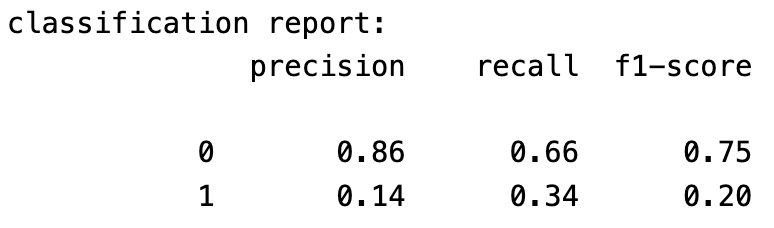 classification report:
precision recall f1-score
0 0.86 0.66 0.75
1 0.14 0.34 0.20